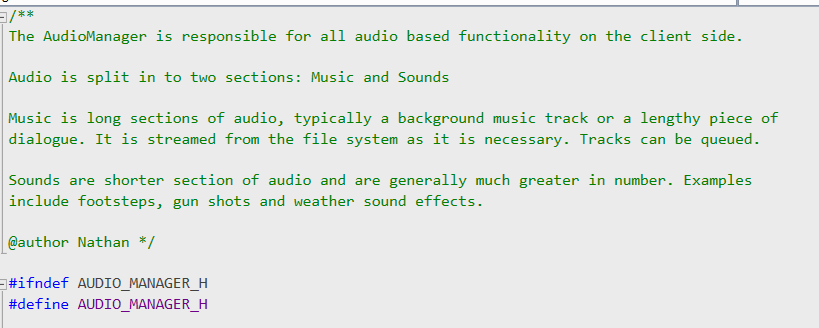 /**
The AudioManager is responsible for all audio based functionality on the client side.
Audio is split in to two sections: Music and Sounds
Music is long sections of audio, typically a background music track or a lengthy piece of
dialogue. It is streamed from the file system as it is necessary. Tracks can be queued.
Sounds are shorter section of audio and are generally much greater in number. Examples
include footsteps, gun shots and weather sound effects.
@author Nathan */
#ifndef AUDIO_MANAGER_H
#define AUDIO_MANAGER_H